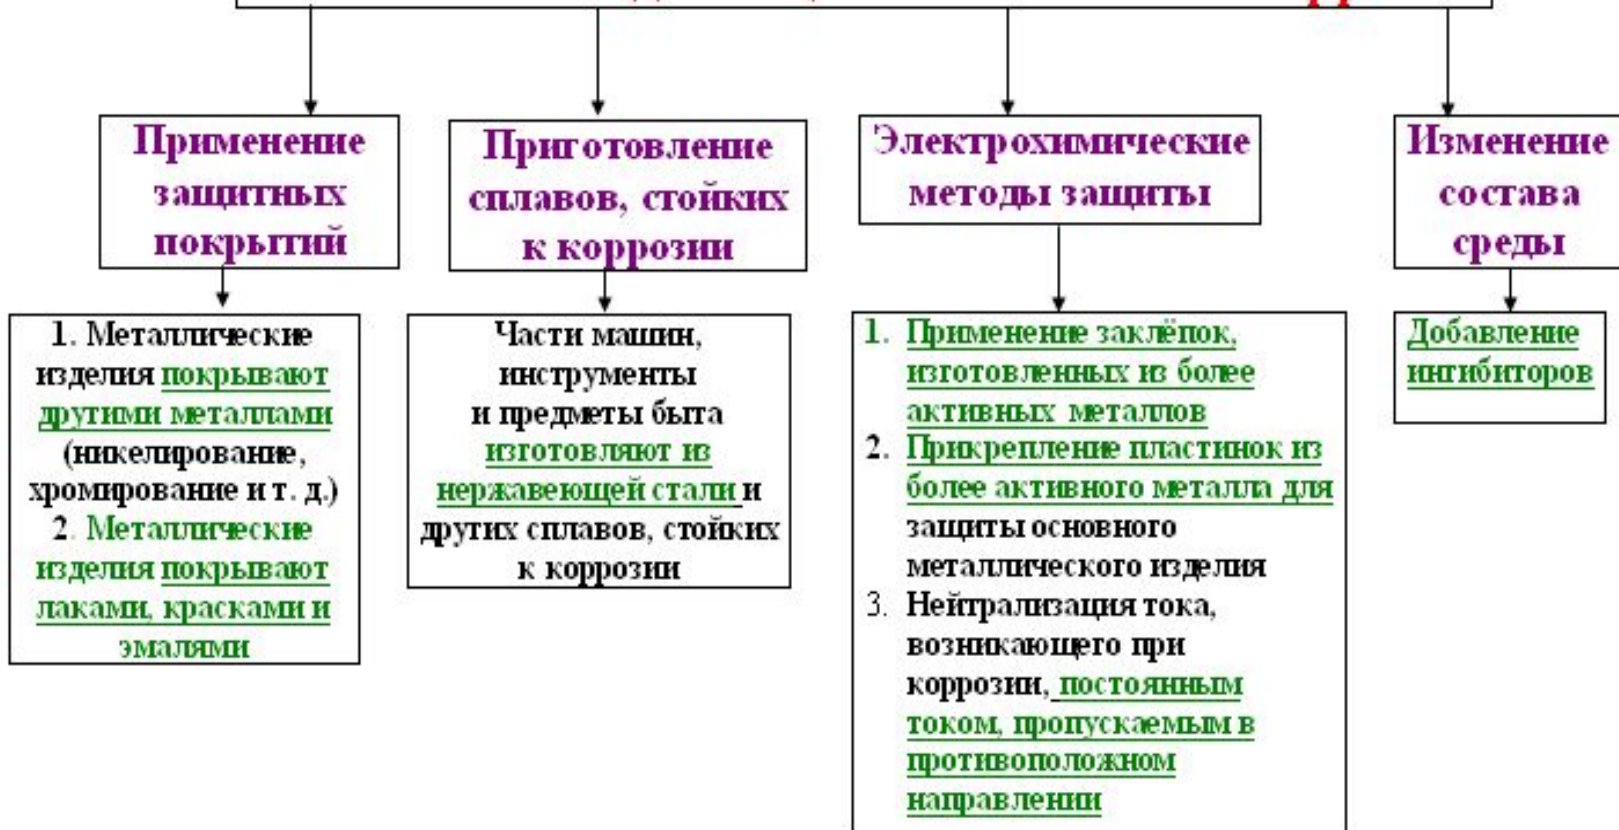 Применение
защитных
покрытий
Приготовление
сплавов, стойких
к коррозии
Электрохимические
методы защиты
Изменение
состава
среды
1. Металлические
изделия покрывают
другими металлами
(никелирование,
хромирование и т. д.)
2. Металлические
изделия покрывают
лаками, красками и
эмалями
Части машин,
инструменты
и предметы быта
изготовляют из
нержавеющей стали и
других сплавов, стойких
к коррозии
1. Применение заклёпок,
изготовленных из более
активных металлов
2. Прикрепление пластинок из
более активного металла для
защиты основного
металлического изделия
3. Нейтрализация тока,
возникающего при
коррозии, постоянным
током, пропускаемым в
противоположном
направлении
Добавление
ингибиторов